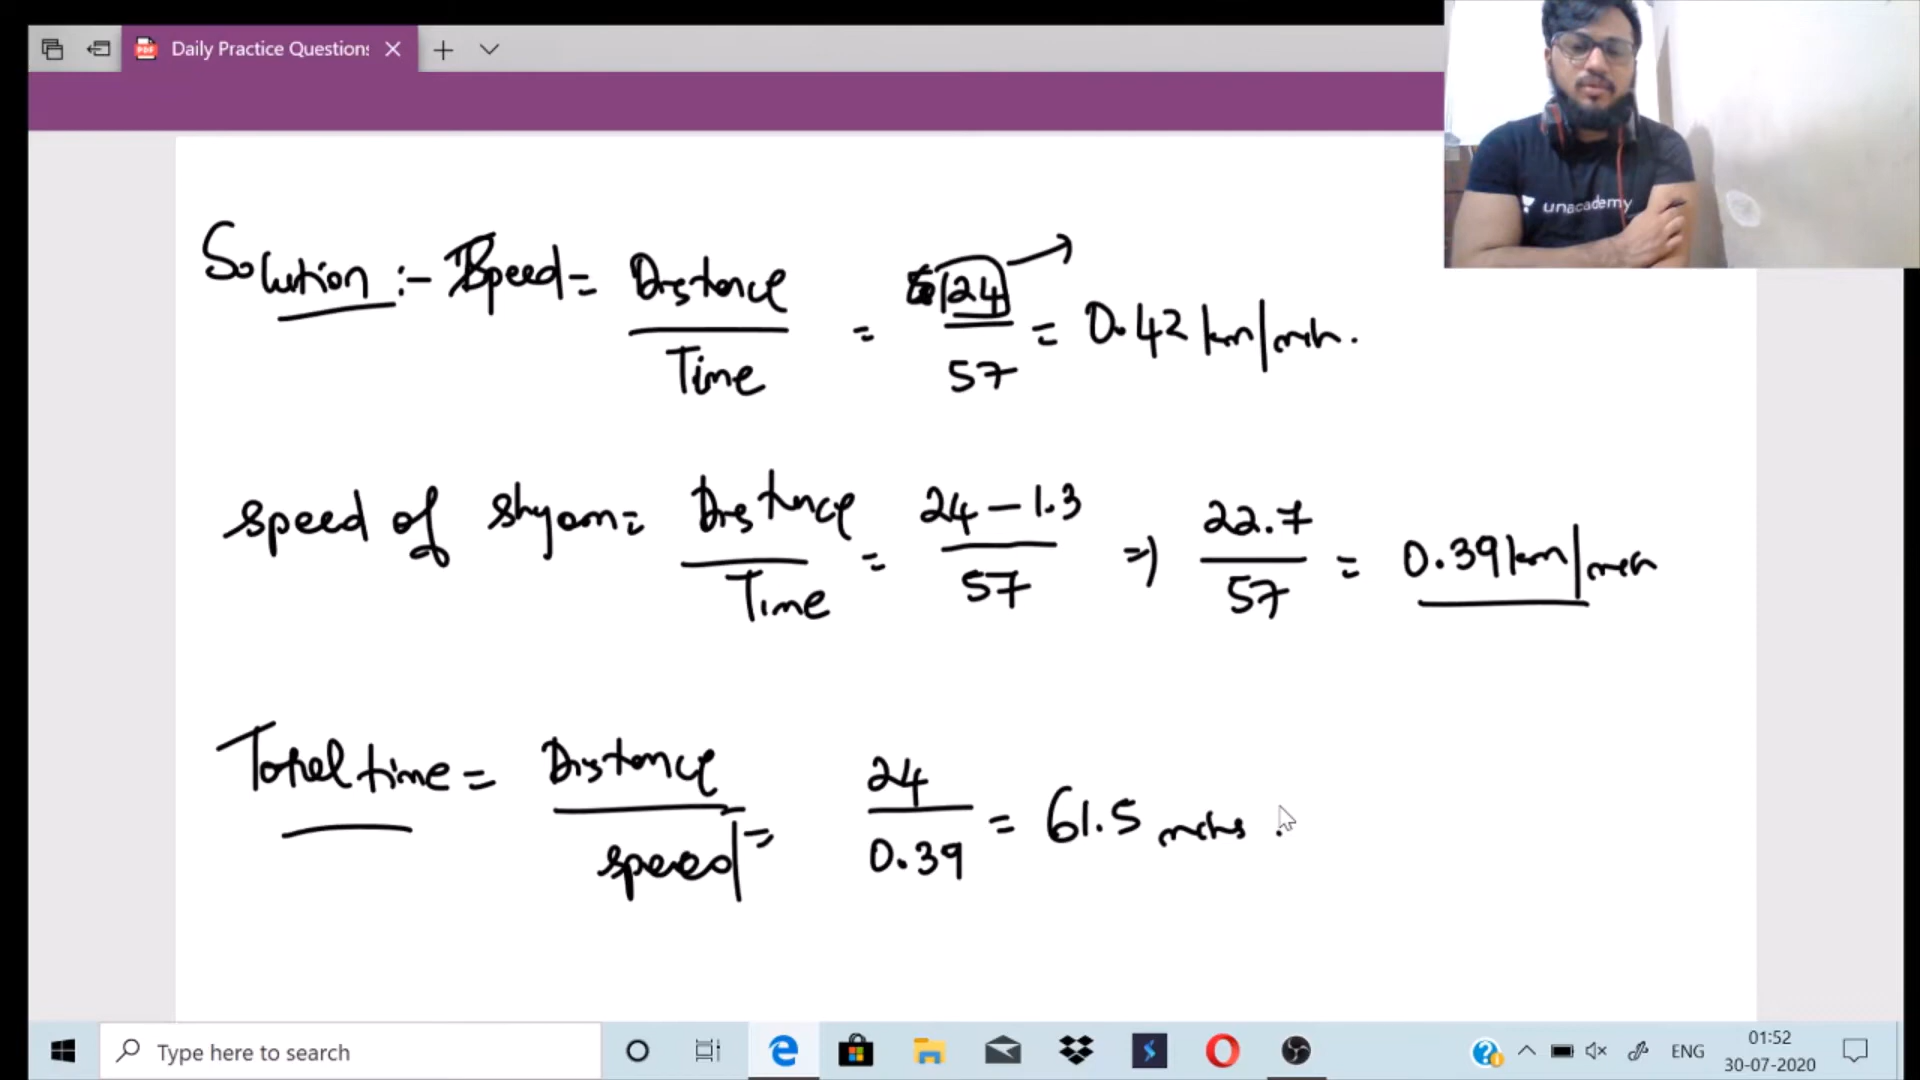 Daily Practice Questions
unacademy
Solution :- Speed = Distance / Time = 24 / 57 = 0.42 km/min.
speed of shyam = Distance / Time = 24 - 1.3 / 57 => 22.7 / 57 = 0.39 km/min
Total time = Distance / speed = 24 / 0.39 = 61.5 mins.
Type here to search
ENG
01:52
30-07-2020